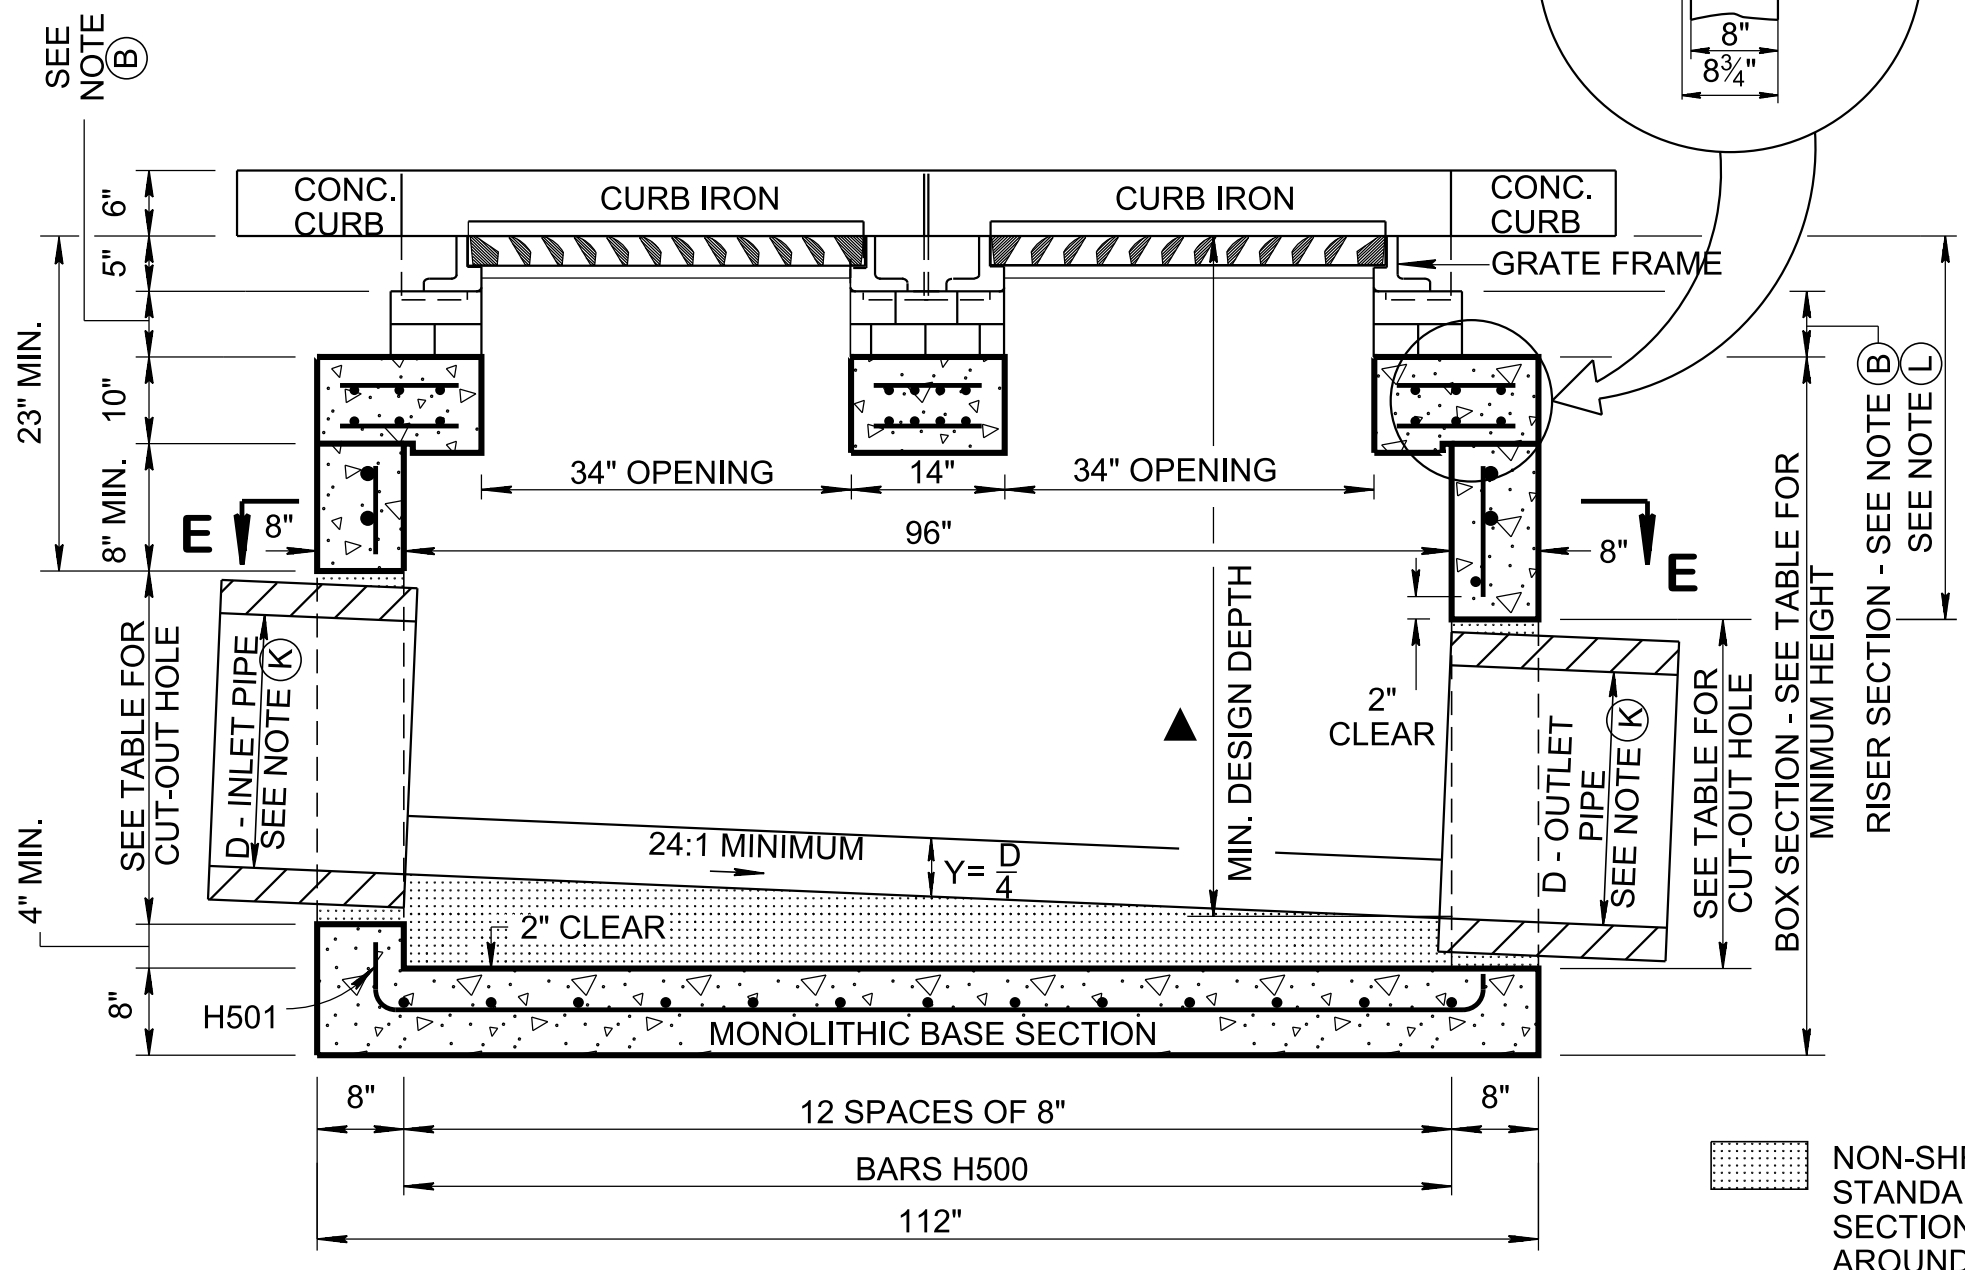 SEE
NOTE
B
8"
8¾"
6"
CONC.
CURB
CURB IRON
CURB IRON
CONC.
CURB
5"
GRATE FRAME
23" MIN.
10"
8" MIN.
34" OPENING
14"
34" OPENING
E
8"
96"
8"
E
SEE TABLE FOR
CUT-OUT HOLE
D - INLET PIPE
SEE NOTE K
MIN. DESIGN DEPTH
2"
CLEAR
D - OUTLET
PIPE
SEE NOTE K
SEE TABLE FOR
CUT-OUT HOLE
BOX SECTION - SEE TABLE FOR
MINIMUM HEIGHT
RISER SECTION - SEE NOTE B
SEE NOTE L
24:1 MINIMUM
Y= D/4
4" MIN.
2" CLEAR
8"
H501
MONOLITHIC BASE SECTION
8"
12 SPACES OF 8"
8"
BARS H500
112"
STANDA
SECTION
AROUND